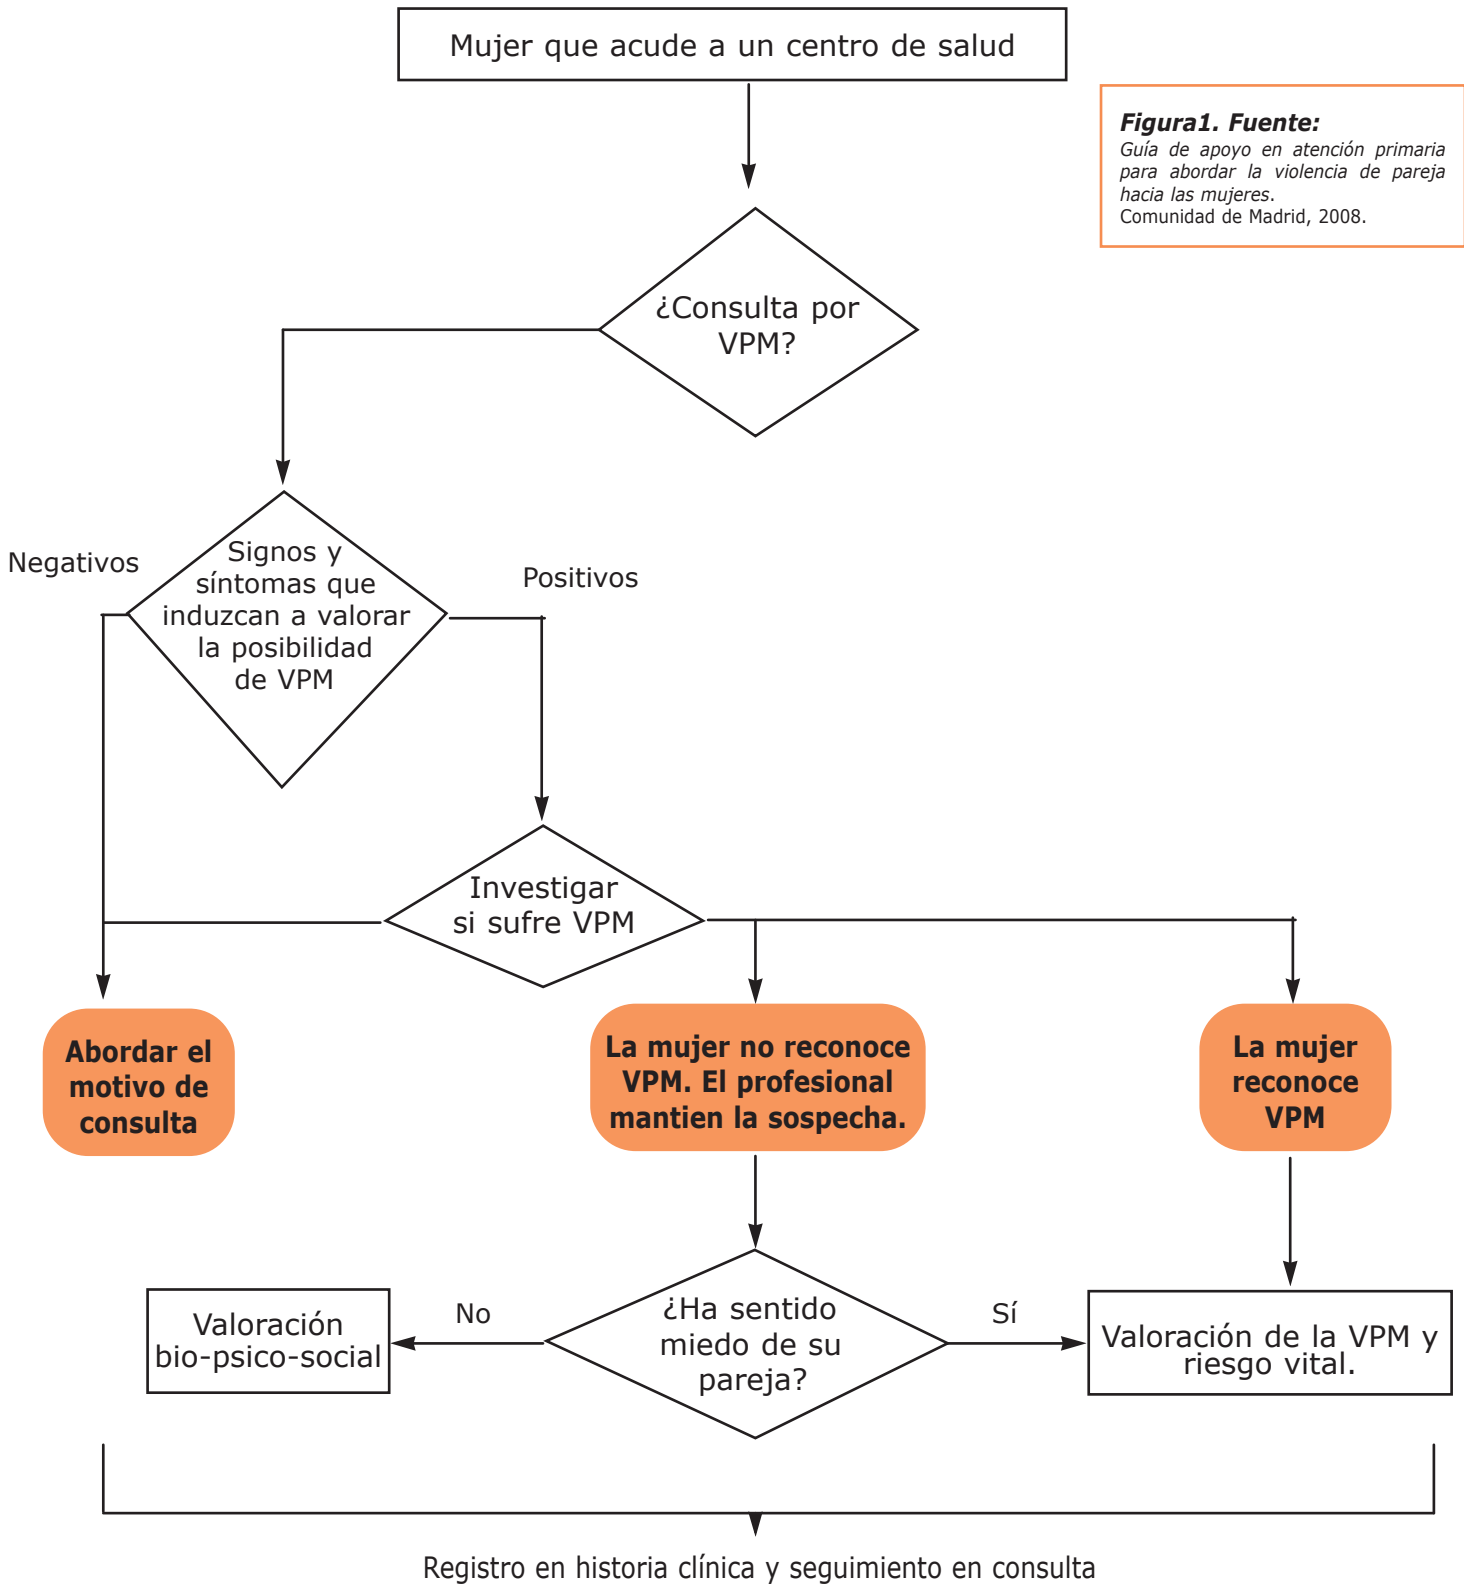 Mujer que acude a un centro de salud
Figura1. Fuente:
Guía de apoyo en atención primaria
para abordar la violencia de pareja
hacia las mujeres.
Comunidad de Madrid, 2008.
¿Consulta por
VPM?
Negativos
Signos y
síntomas que
induzcan a valorar
la posibilidad
de VPM
Positivos
Investigar
si sufre VPM
Abordar el
motivo de
consulta
La mujer no reconoce
VPM. El profesional
mantien la sospecha.
La mujer
reconoce
VPM
Valoración
bio-psico-social
No
¿Ha sentido
miedo de su
pareja?
Sí
Valoración de la VPM y
riesgo vital.
Registro en historia clínica y seguimiento en consulta